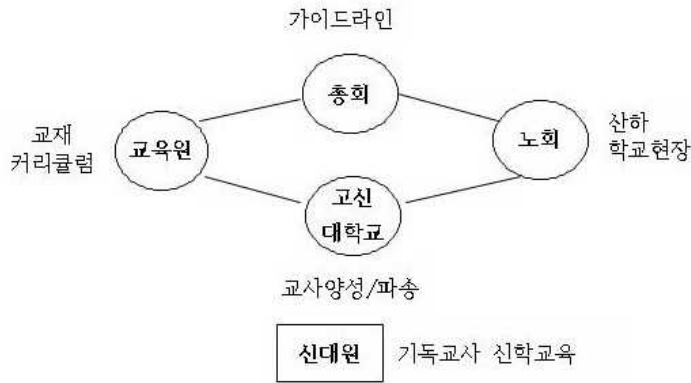 가이드라인
총회
교재
커리큘럼
교육원
노회
산하
학교현장
고신
대학교
교사양성/파송
신대원 기독교사 신학교육